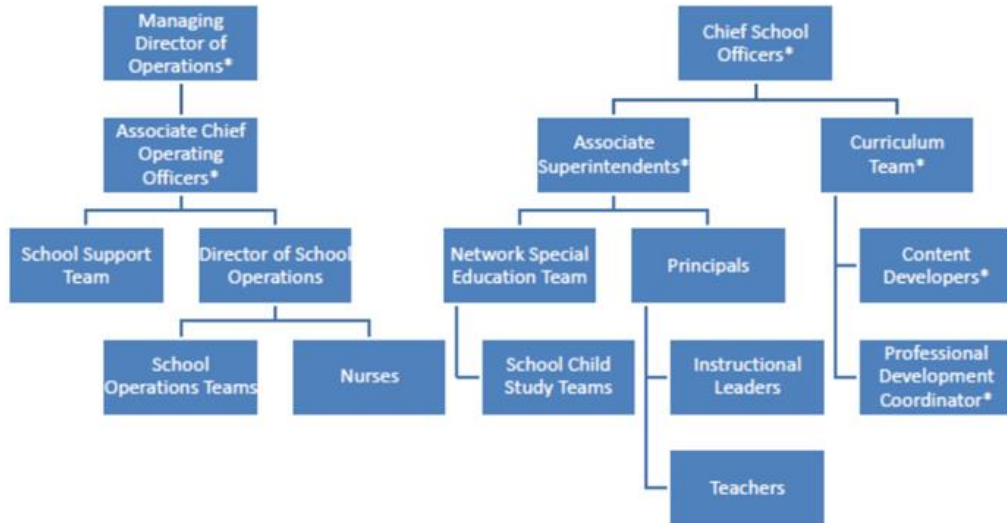 Managing
Director of
Operations*
Chief School
Officers*
Associate Chief
Operating
Officers*
Associate
Superintendents*
Curriculum
Team*
School Support
Team
Director of School
Operations
Network Special
Education Team
Principals
Content
Developers*
School
Operations Teams
Nurses
School Child
Study Teams
Instructional
Leaders
Professional
Development
Coordinator*
Teachers